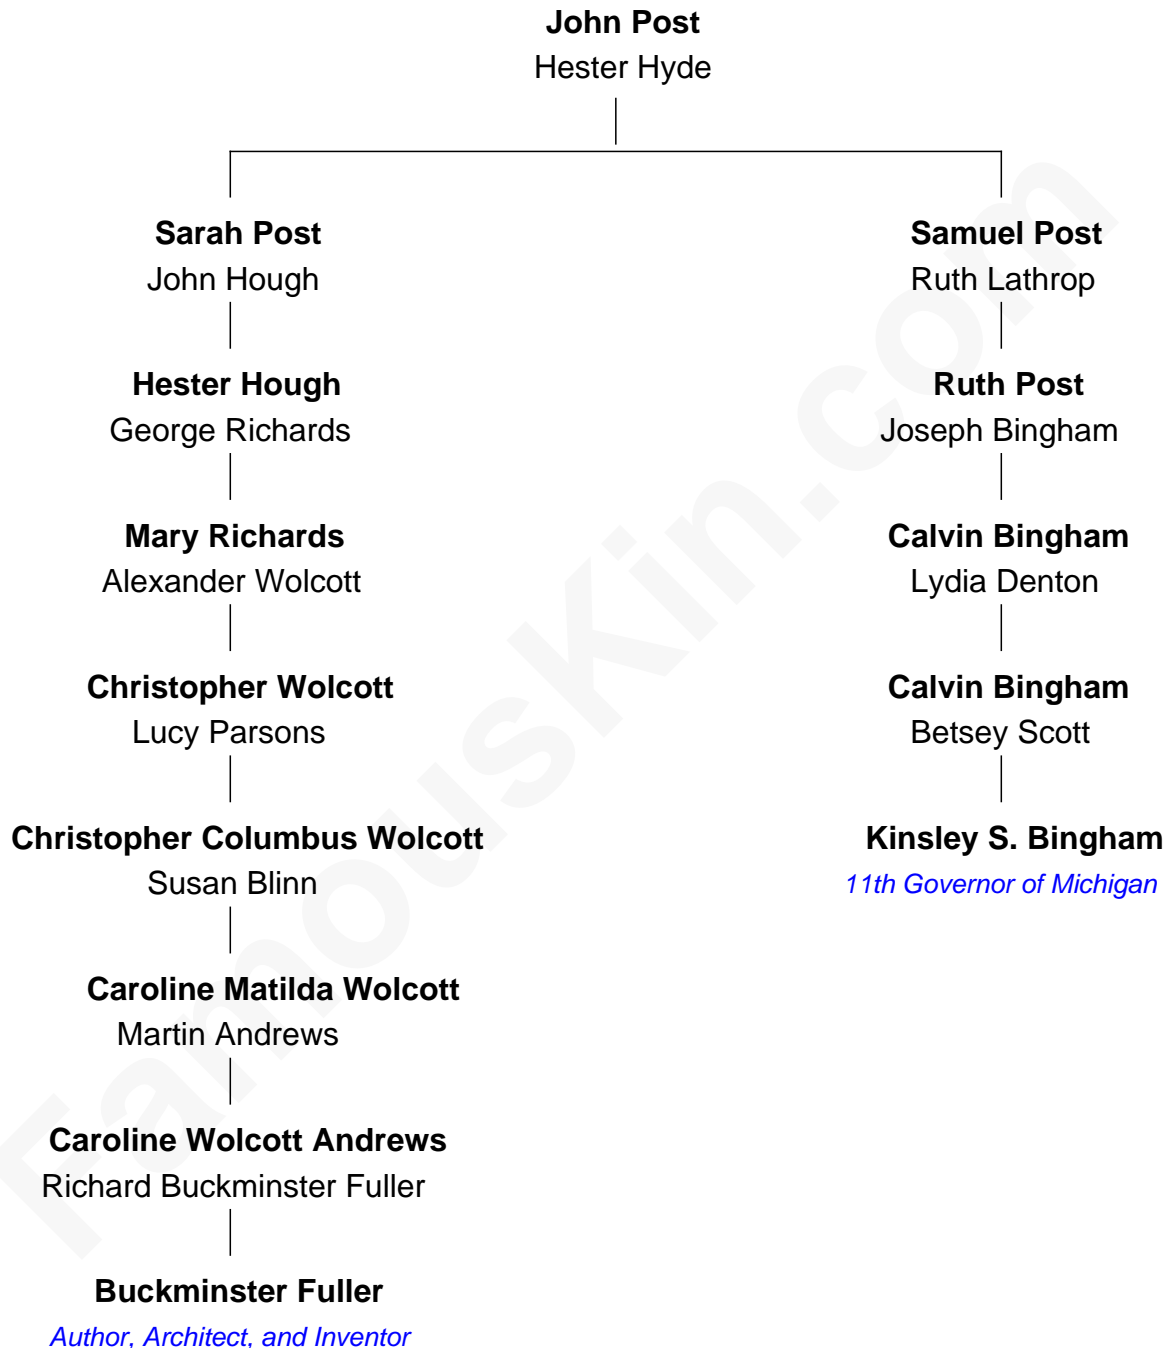 John Post
Hester Hyde
Sarah Post
John Hough
Samuel Post
Ruth Lathrop
Hester Hough
George Richards
Ruth Post
Joseph Bingham
Mary Richards
Alexander Wolcott
Calvin Bingham
Lydia Denton
Christopher Wolcott
Lucy Parsons
Calvin Bingham
Betsey Scott
Christopher Columbus Wolcott
Susan Blinn
Kinsley S. Bingham
11th Governor of Michigan
Caroline Matilda Wolcott
Martin Andrews
Caroline Wolcott Andrews
Richard Buckminster Fuller
Buckminster Fuller
Author, Architect, and Inventor
FamousKin.com